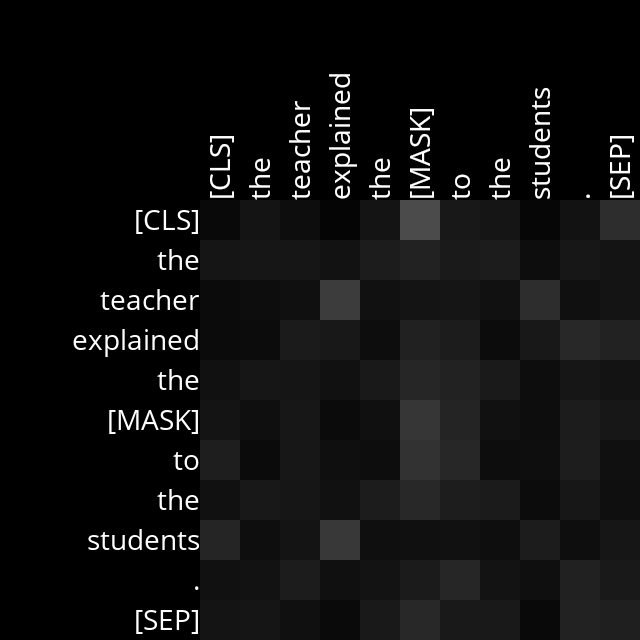 [CLS]
the
teacher
explained
the
[MASK]
to
the
students
.
[SEP]
[CLS]
the
teacher
explained
the
[MASK]
to
the
students
.
[SEP]